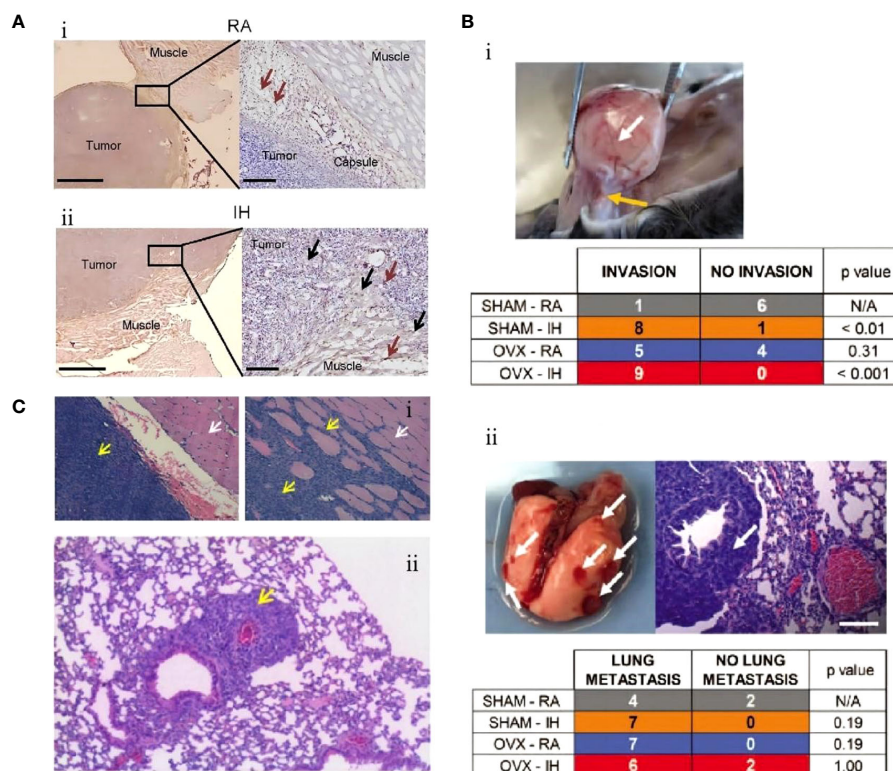 A
i
RA
Muscle
Tumor
Muscle
Tumor
Capsule
ii
IH
Tumor
Muscle
Tumor
Muscle
B
i
INVASION NO INVASION p value
SHAM - RA 1 6 N/A
SHAM - IH 8 1 < 0.01
OVX - RA 5 4 0.31
OVX - IH 9 0 < 0.001
C
i
ii
ii
LUNG METASTASIS NO LUNG METASTASIS p value
SHAM - RA 4 2 N/A
SHAM - IH 7 0 0.19
OVX - RA 7 0 0.19
OVX - IH 6 2 1.00